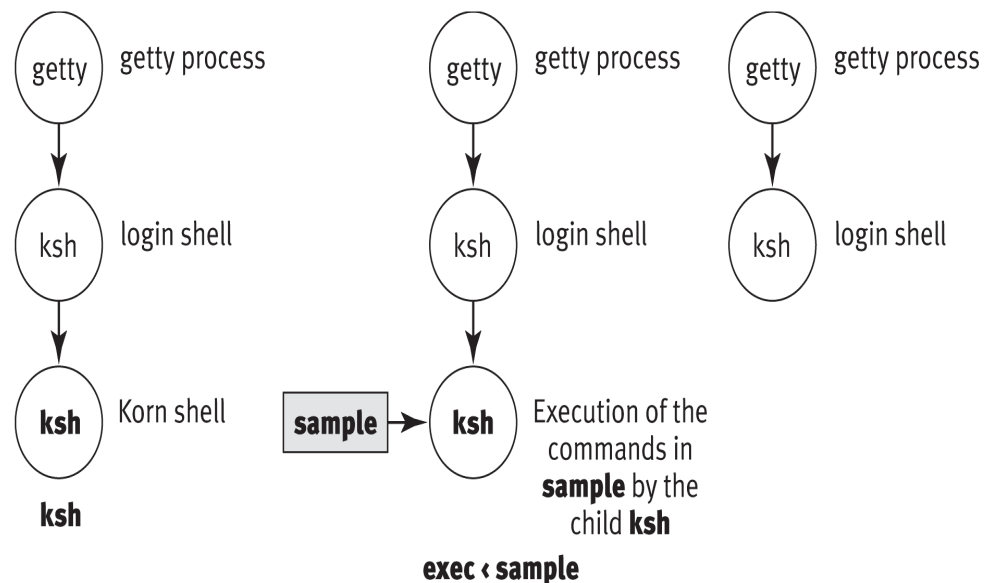 getty
getty process
ksh
login shell
ksh
Korn shell
ksh
getty
getty process
ksh
login shell
sample
ksh
Execution of the
commands in
sample by the
child ksh
exec < sample
getty
getty process
ksh
login shell